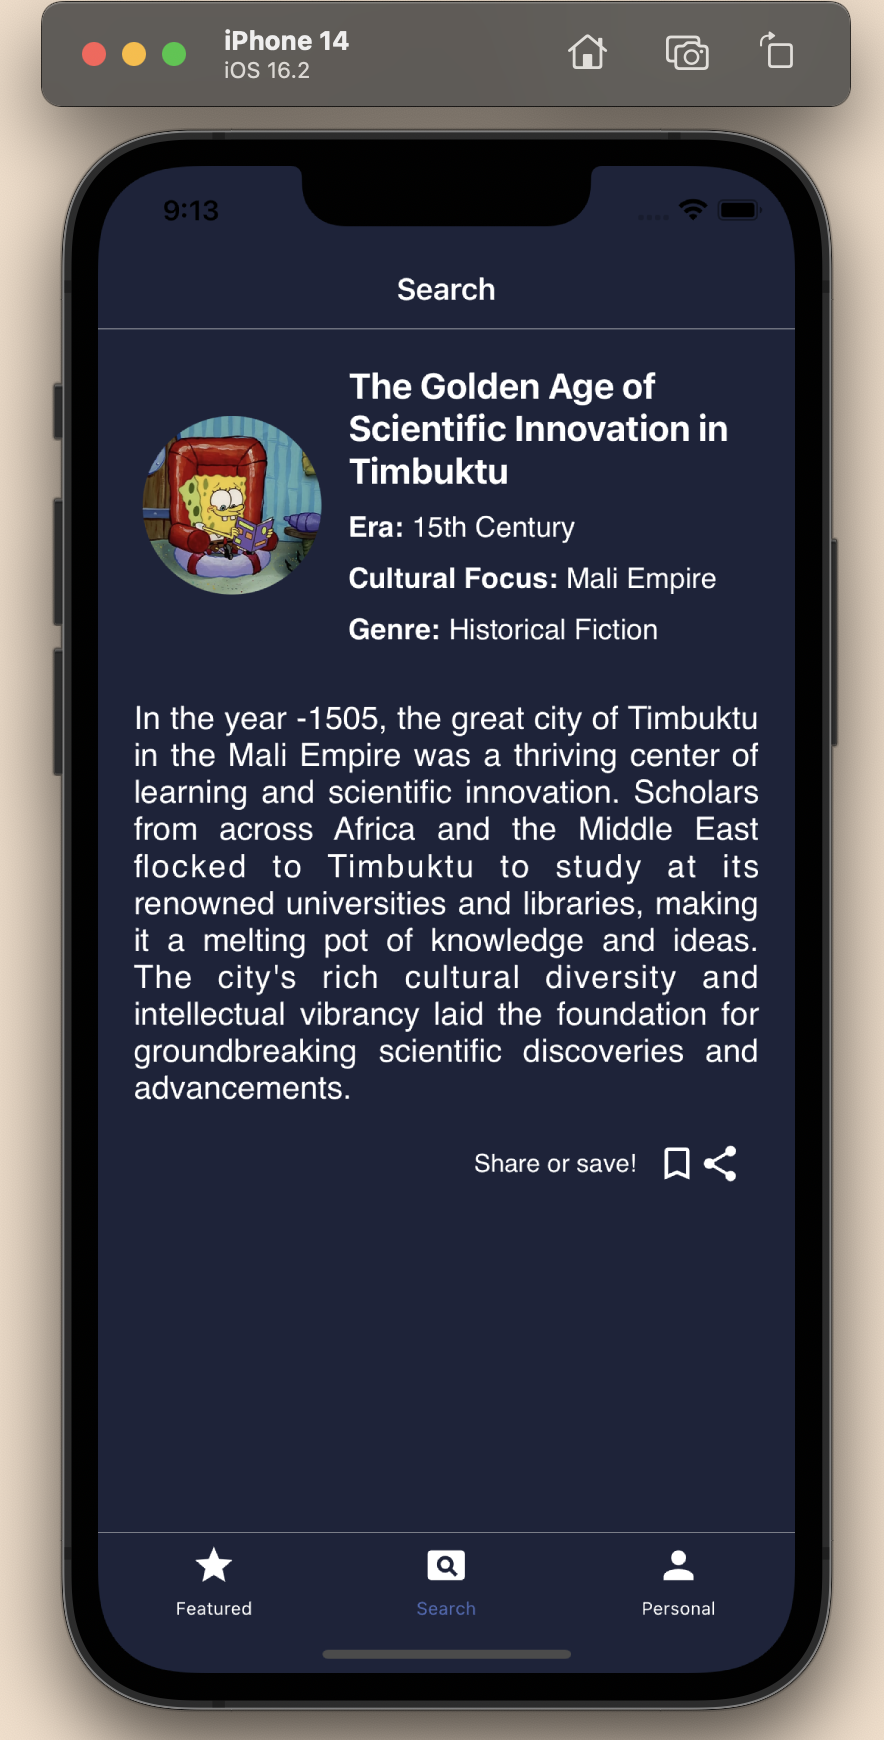 iPhone 14
iOS 16.2
9:13
Search
The Golden Age of
Scientific Innovation in
Timbuktu
Era: 15th Century
Cultural Focus: Mali Empire
Genre: Historical Fiction
In the year -1505, the great city of Timbuktu
in the Mali Empire was a thriving center of
learning and scientific innovation. Scholars
from across Africa and the Middle East
flocked to Timbuktu to study at its
renowned universities and libraries, making
it a melting pot of knowledge and ideas.
The city's rich cultural diversity and
intellectual vibrancy laid the foundation for
groundbreaking scientific discoveries and
advancements.
Share or save!
Featured
Search
Personal